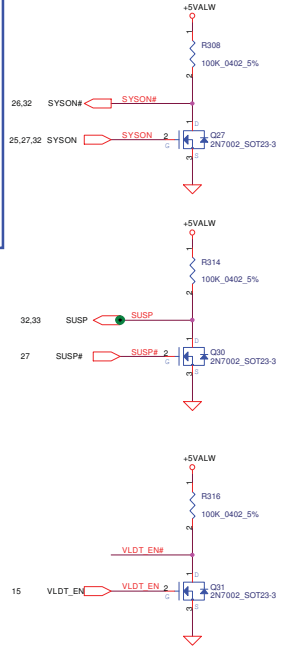 +5VALW
1
R308
100K_0402_5%
2
26,32 SYSON# SYSON#
1 D
25,27,32 SYSON SYSON 2 G Q27
2N7002_SOT23-3
3 S
+5VALW
1
R314
100K_0402_5%
2
32,33 SUSP SUSP
1 D
27 SUSP# SUSP# 2 G Q30
2N7002_SOT23-3
3 S
+5VALW
1
R316
100K_0402_5%
2
VLDT_EN#
1 D
15 VLDT_EN VLDT_EN 2 G Q31
2N7002_SOT23-3
3 S